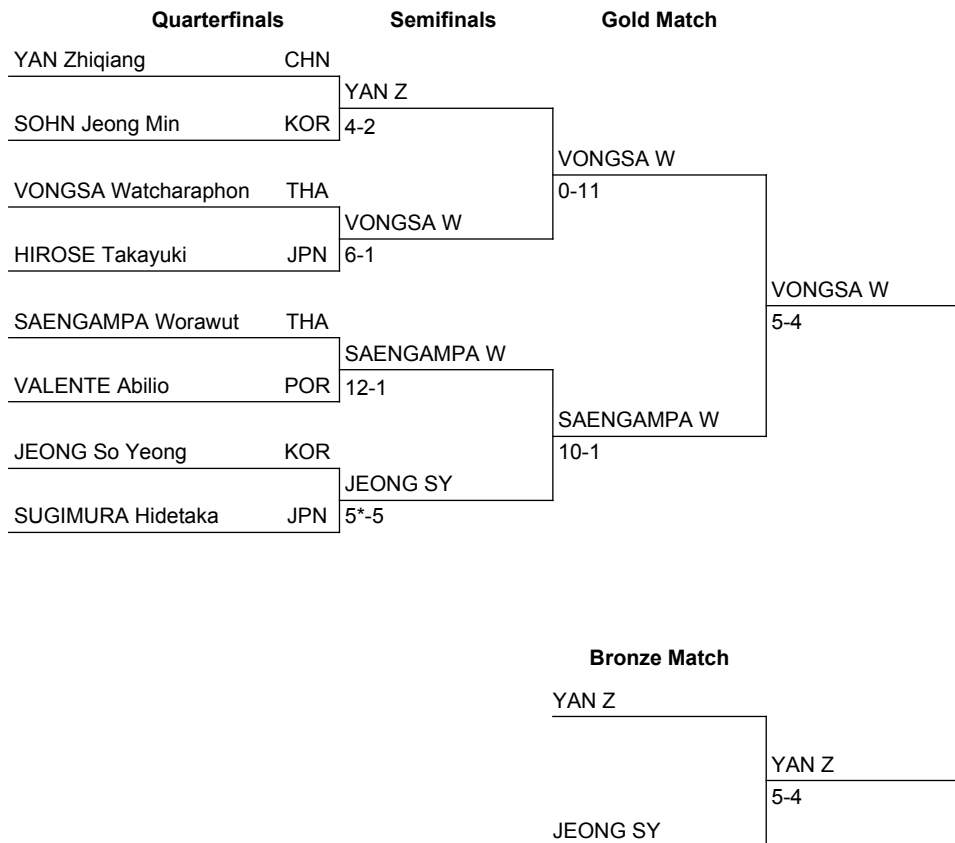 Quarterfinals Semifinals Gold Match
YAN Zhiqiang CHN
YAN Z
SOHN Jeong Min KOR 4-2
VONGSA W
VONGSA Watcharaphon THA 0-11
VONGSA W
HIROSE Takayuki JPN 6-1
VONGSA W
SAENGAMPA Worawut THA 5-4
SAENGAMPA W
VALENTE Abilio POR 12-1
SAENGAMPA W
JEONG So Yeong KOR 10-1
JEONG SY
SUGIMURA Hidetaka JPN 5*-5
Bronze Match
YAN Z
YAN Z
5-4
JEONG SY